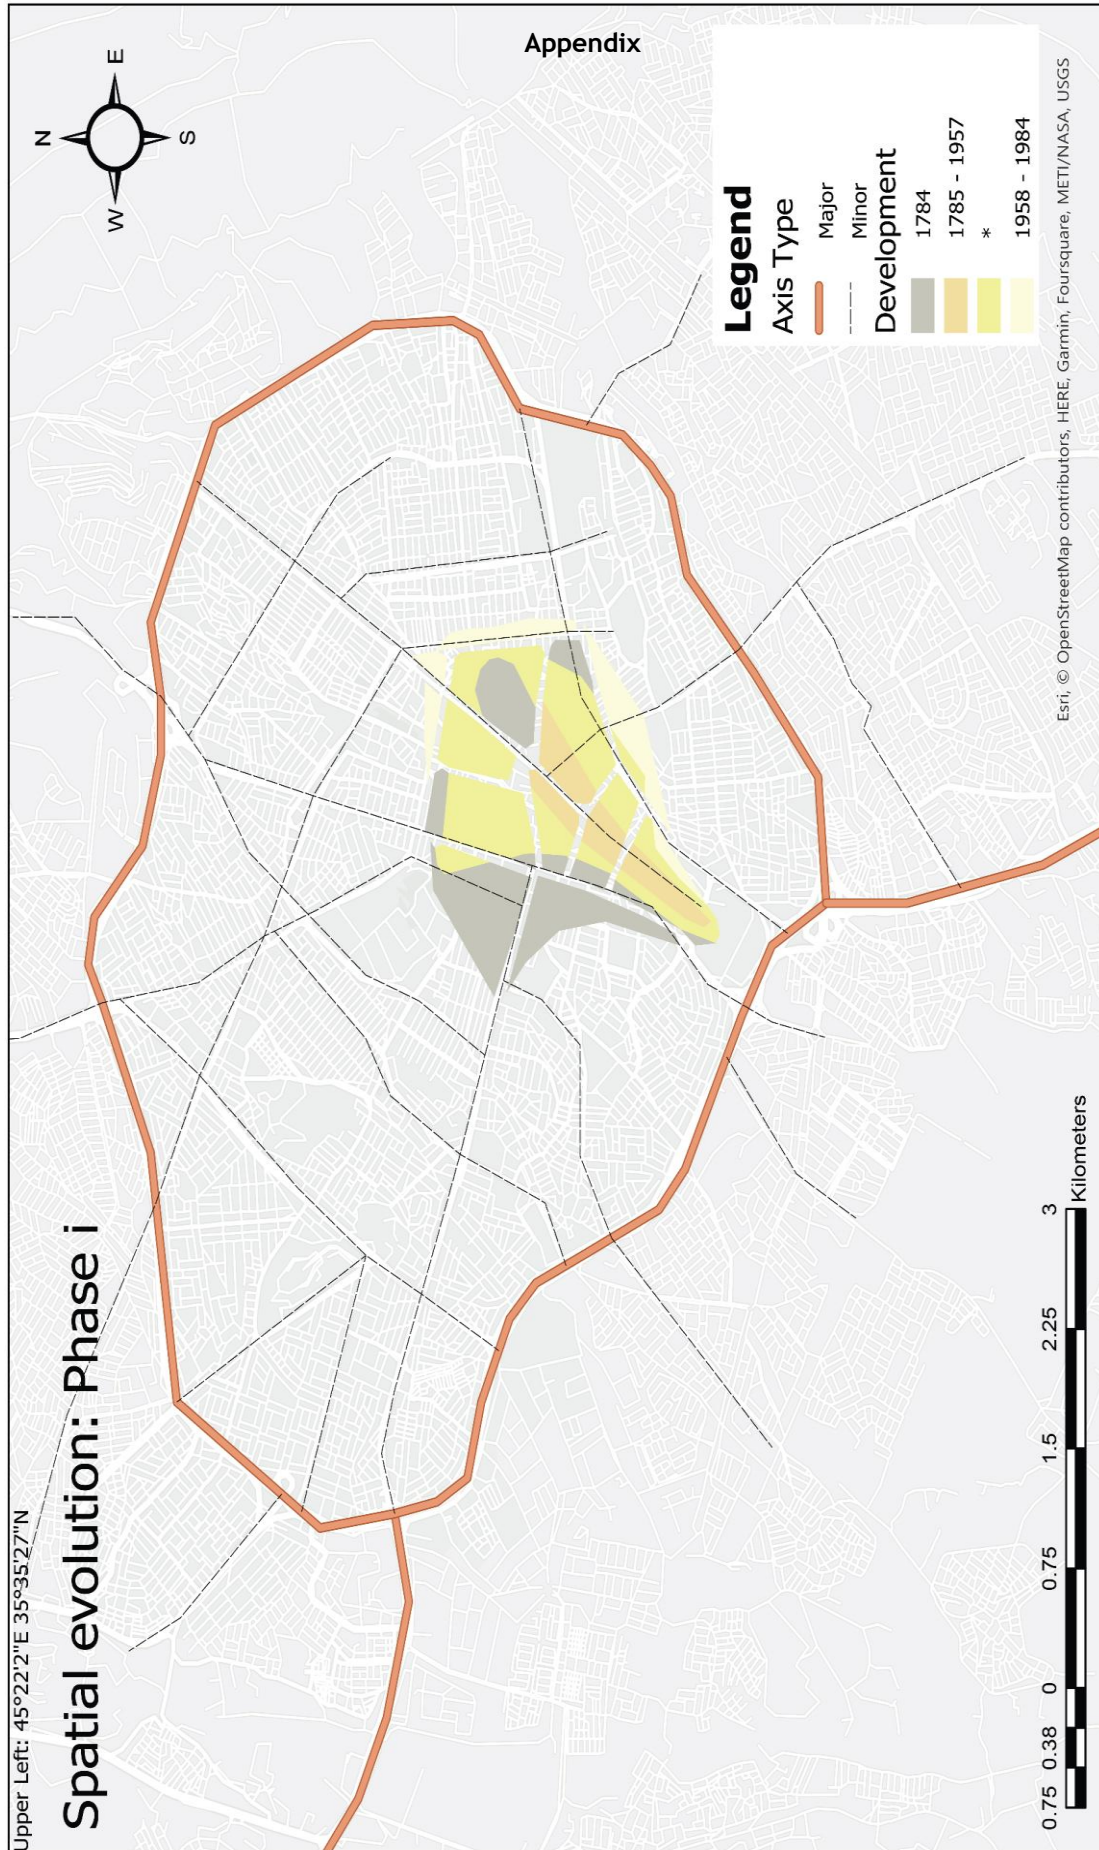 Appendix
Upper Left: 45°22'2"E 35°35'27"N
Spatial evolution: Phase i
N
E
S
W
Legend
Axis Type
Major
Minor
Development
1784
1785 - 1957
*
1958 - 1984
0.75 0.38 0 0.75 1.5 2.25 3
Kilometers
Esri, © OpenStreetMap contributors, HERE, Garmin, Foursquare, METI/NASA, USGS